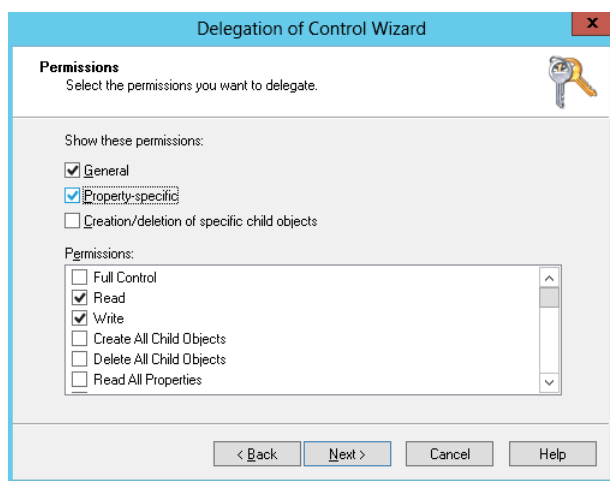 Delegation of Control Wizard
x
Permissions
Select the permissions you want to delegate.
Show these permissions:
General
Property-specific
Creation/deletion of specific child objects
Permissions:
Full Control
Read
Write
Create All Child Objects
Delete All Child Objects
Read All Properties
< Back Next > Cancel Help